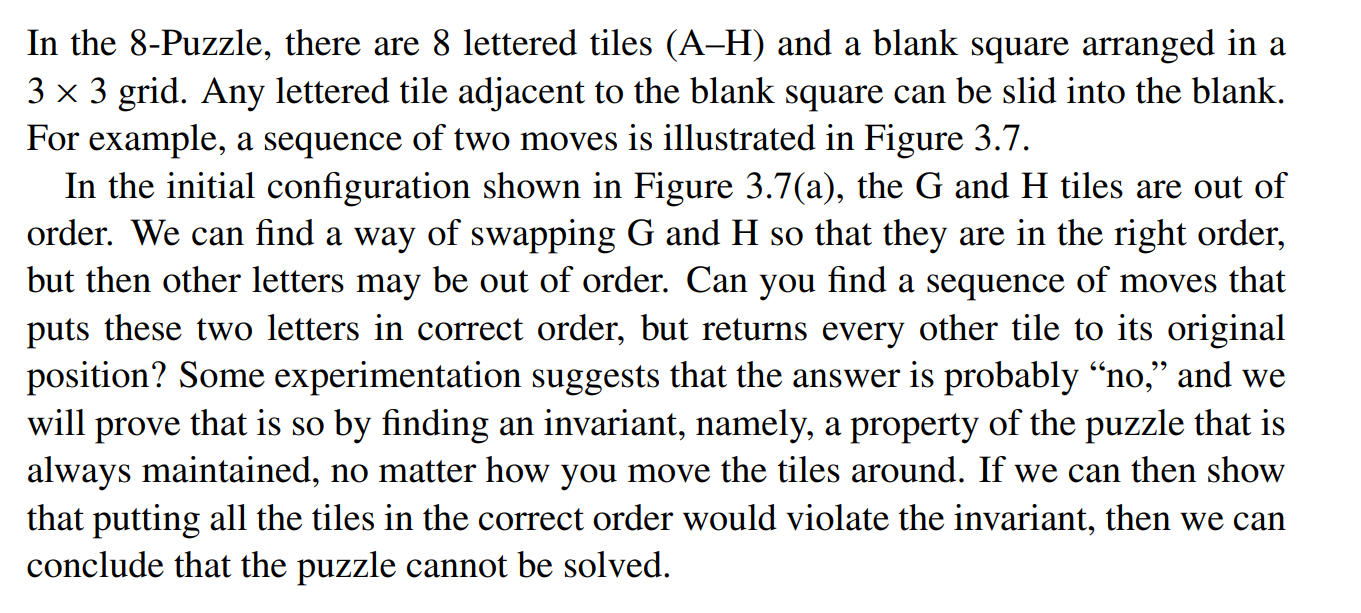 In the 8-Puzzle, there are 8 lettered tiles (A–H) and a blank square arranged in a
3 × 3 grid. Any lettered tile adjacent to the blank square can be slid into the blank.
For example, a sequence of two moves is illustrated in Figure 3.7.
In the initial configuration shown in Figure 3.7(a), the G and H tiles are out of
order. We can find a way of swapping G and H so that they are in the right order,
but then other letters may be out of order. Can you find a sequence of moves that
puts these two letters in correct order, but returns every other tile to its original
position? Some experimentation suggests that the answer is probably “no,” and we
will prove that is so by finding an invariant, namely, a property of the puzzle that is
always maintained, no matter how you move the tiles around. If we can then show
that putting all the tiles in the correct order would violate the invariant, then we can
conclude that the puzzle cannot be solved.